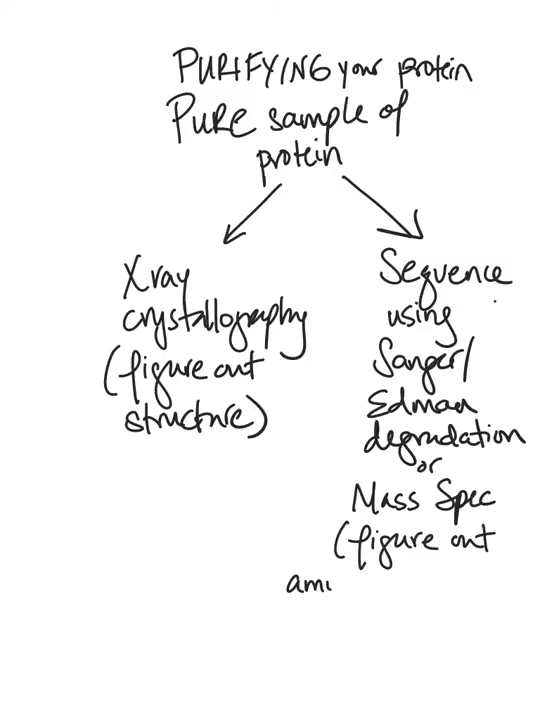 PURIFYING your protein
PURE sample of
protein
Xray
crystallography
(figure out
structure)
Sequence
using
Sanger/
Edman
degradation
or
Mass Spec
(figure out
ami